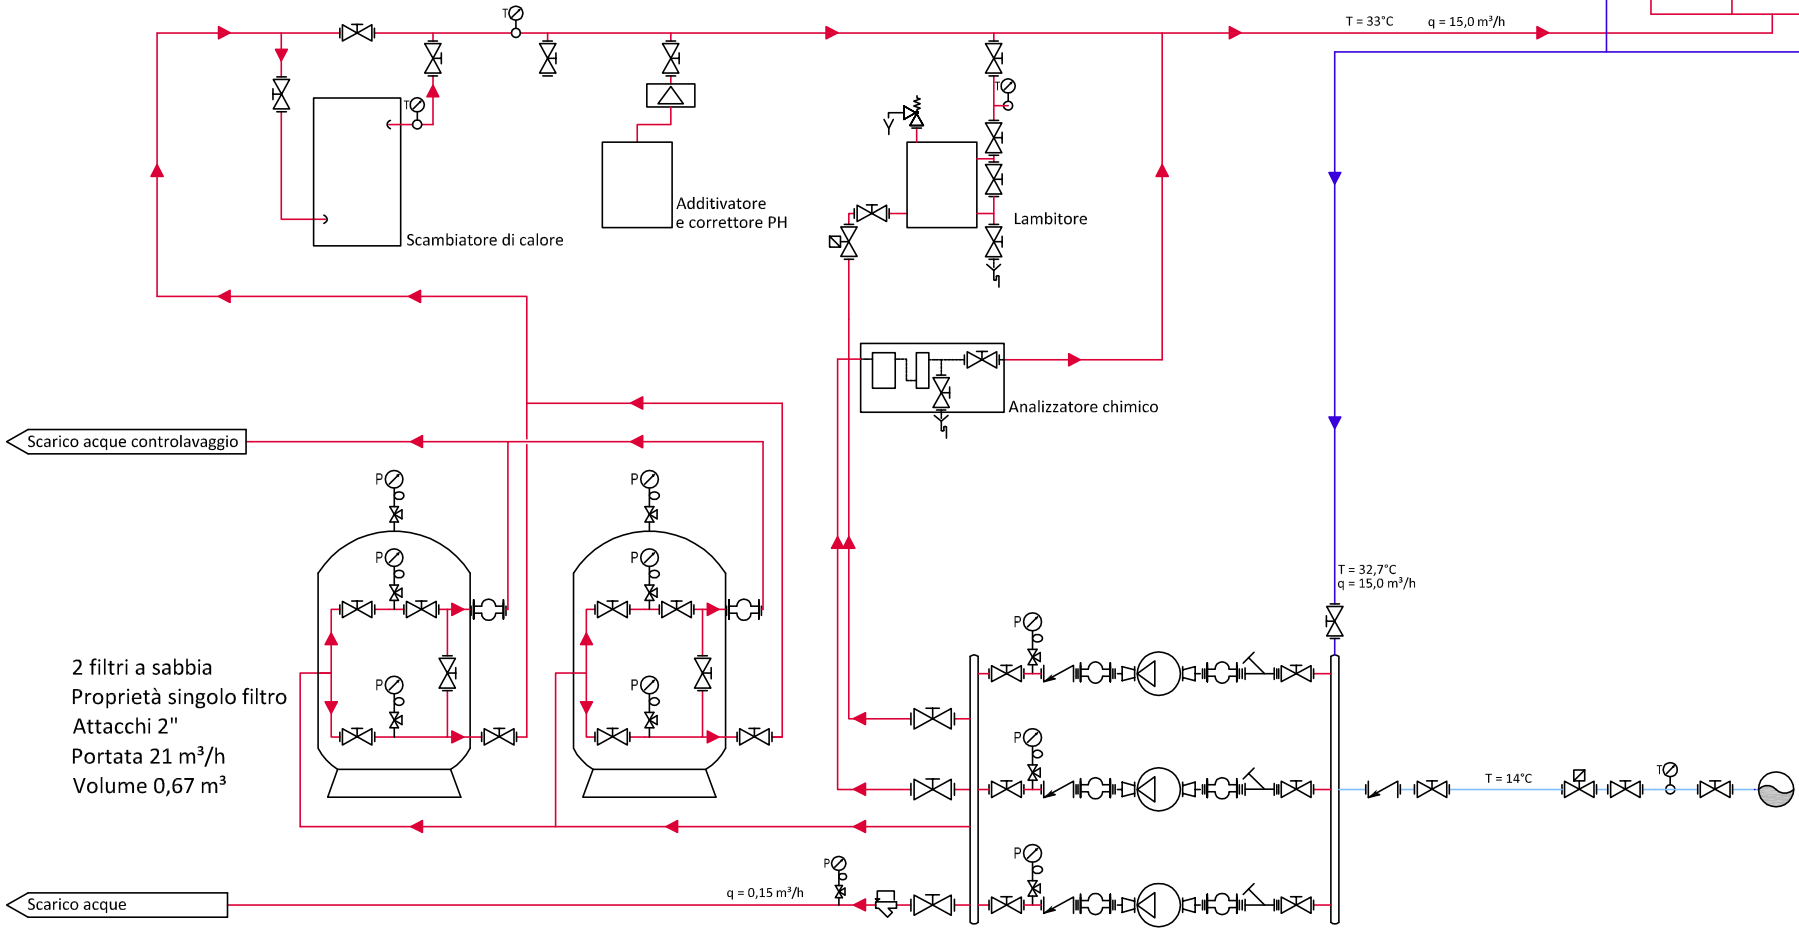 T
T = 33°C
q = 15,0 m³/h
T
T
Additivatore
e correttore PH
Lambitore
Scambiatore di calore
Analizzatore chimico
Scarico acque controlavaggio
P
P
P
P
T = 32,7°C
q = 15,0 m³/h
P
2 filtri a sabbia
Proprietà singolo filtro
Attacchi 2"
Portata 21 m³/h
Volume 0,67 m³
P
P
P
T = 14°C
T
P
P
q = 0,15 m³/h
Scarico acque